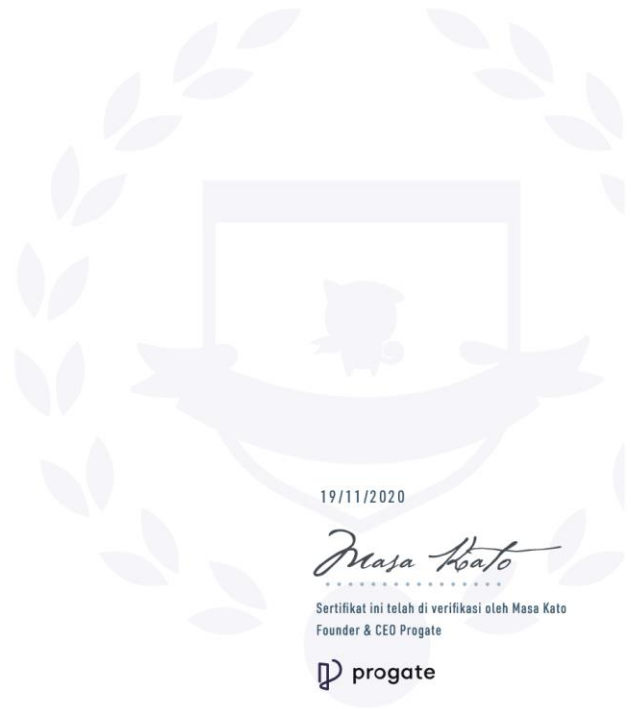 19/11/2020
Masa Kato
Sertifikat ini telah di verifikasi oleh Masa Kato
Founder & CEO Progate
progate